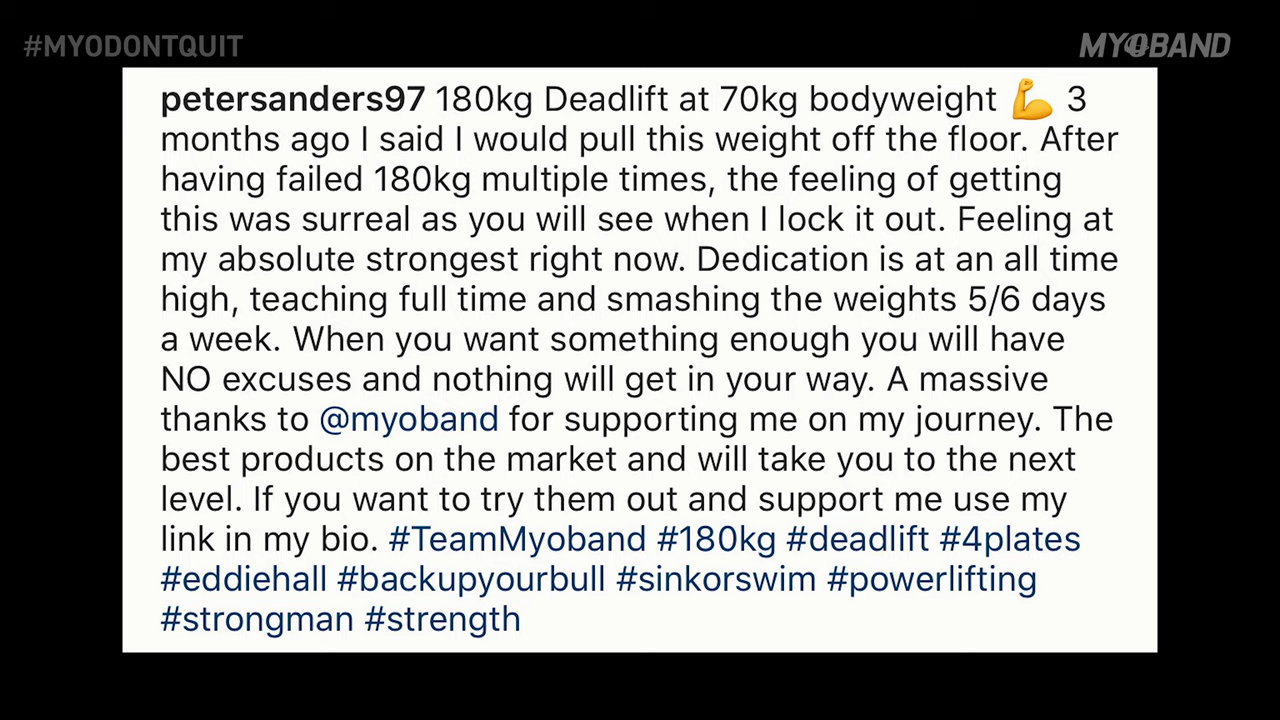 #MYODONTQUIT
MYOBAND
petersanders97 180kg Deadlift at 70kg bodyweight 💪 3
months ago I said I would pull this weight off the floor. After
having failed 180kg multiple times, the feeling of getting
this was surreal as you will see when I lock it out. Feeling at
my absolute strongest right now. Dedication is at an all time
high, teaching full time and smashing the weights 5/6 days
a week. When you want something enough you will have
NO excuses and nothing will get in your way. A massive
thanks to @myoband for supporting me on my journey. The
best products on the market and will take you to the next
level. If you want to try them out and support me use my
link in my bio. #TeamMyoband #180kg #deadlift #4plates
#eddiehall #backupyourbull #sinkorswim #powerlifting
#strongman #strength